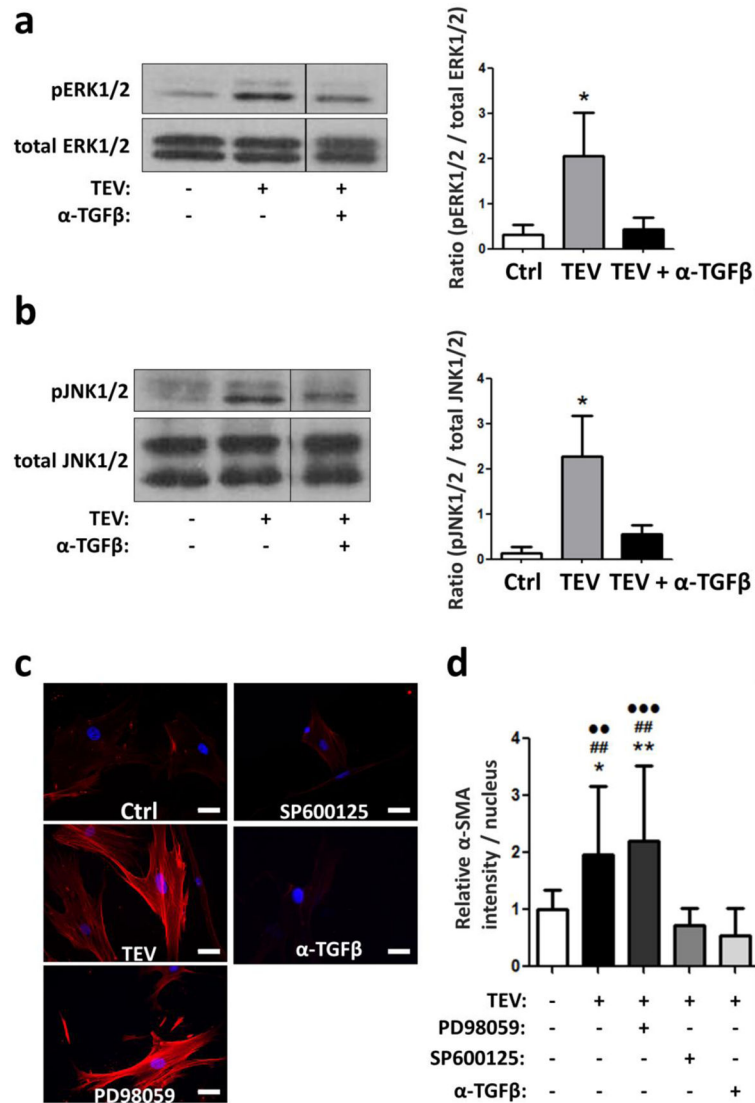 a
pERK1/2
total ERK1/2
TEV: - + +
α-TGFβ: - - +
Ratio (pERK1/2 / total ERK1/2)
4
3
2
1
0
*
Ctrl TEV TEV + α-TGFβ
b
pJNK1/2
total JNK1/2
TEV: - + +
α-TGFβ: - - +
Ratio (pJNK1/2 / total JNK1/2)
4
3
2
1
0
*
Ctrl TEV TEV + α-TGFβ
c
Ctrl
SP600125
TEV
α-TGFβ
PD98059
d
Relative α-SMA
intensity / nucleus
4
3
2
1
0
●● ●●●
## ##
* **
TEV: - + + + +
PD98059: - - + - -
SP600125: - - - + -
α-TGFβ: - - - - +